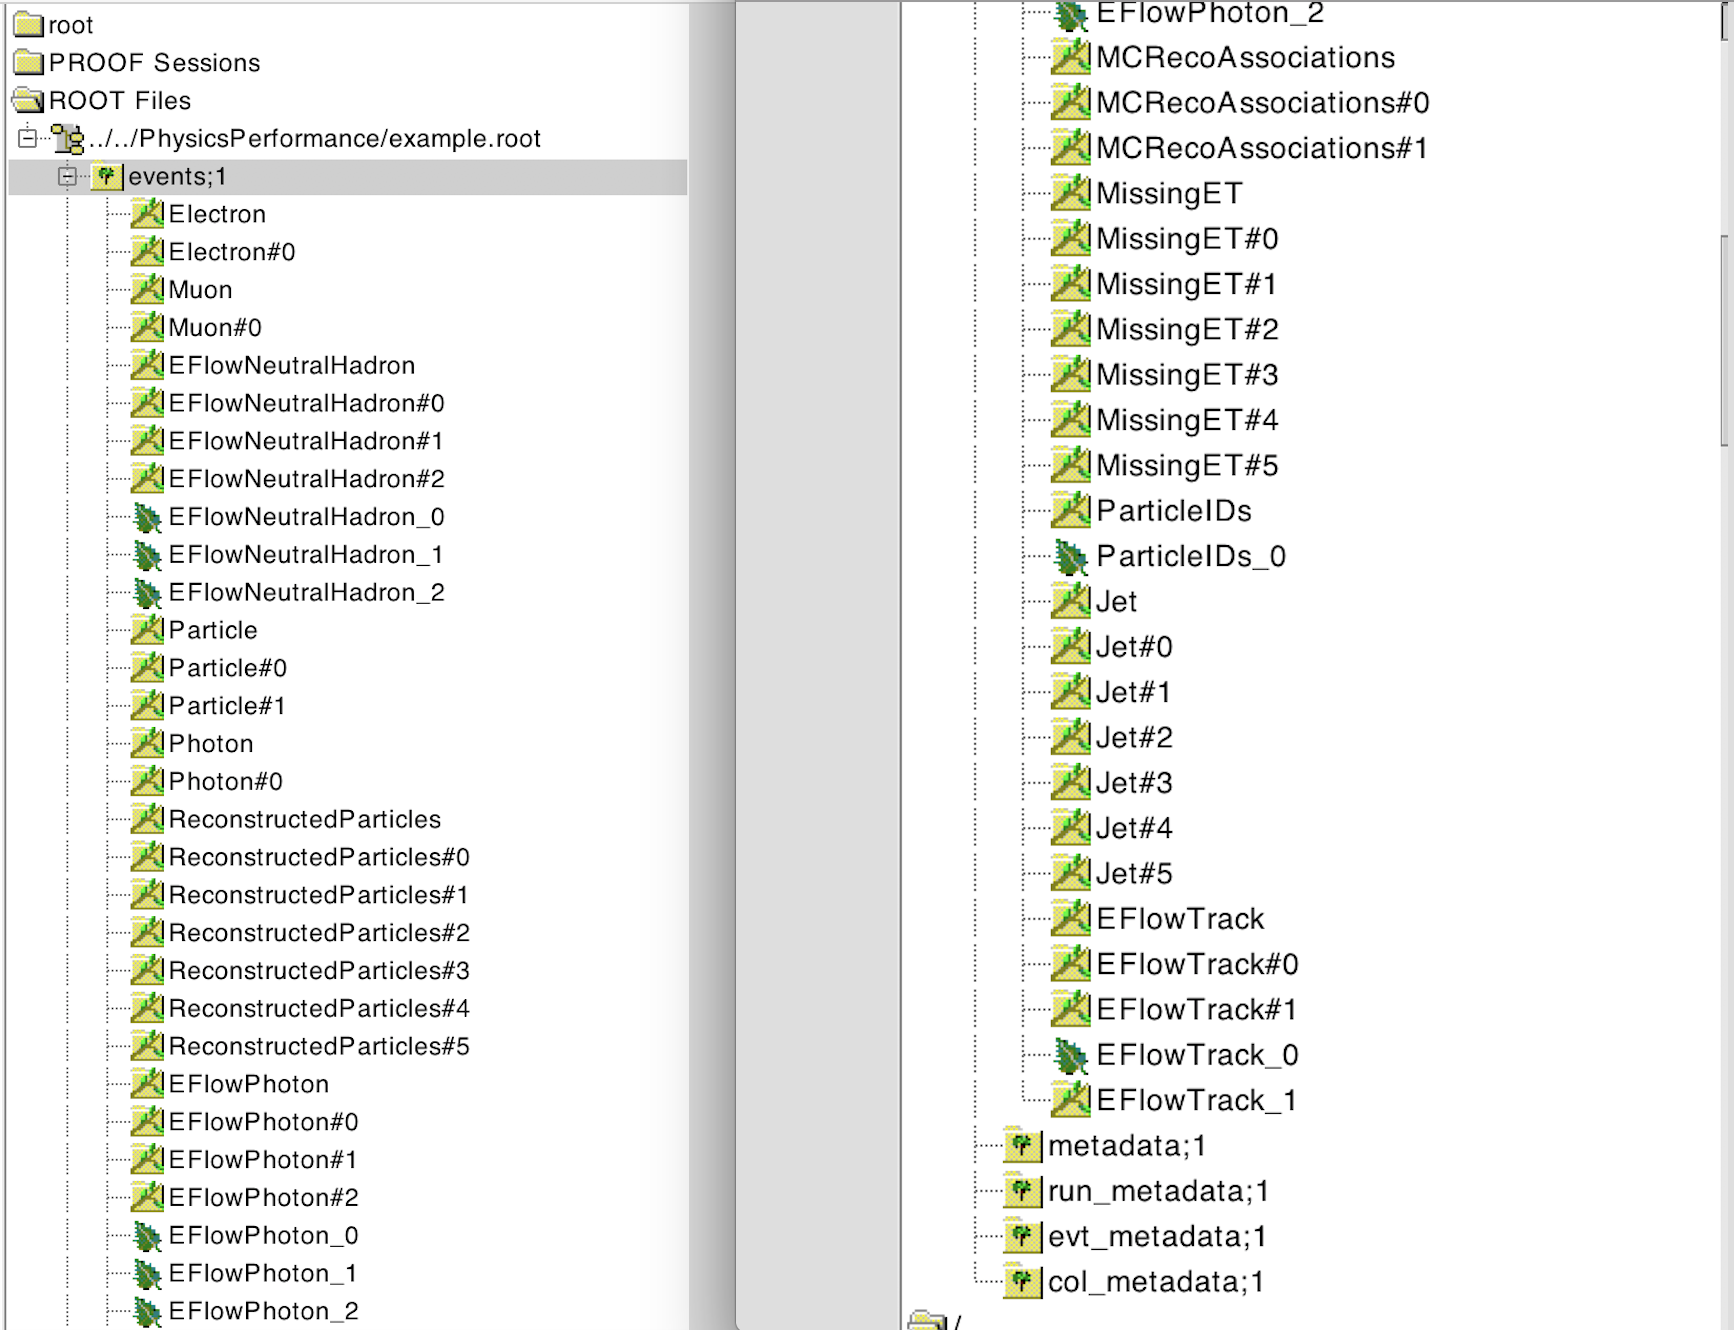 root
PROOF Sessions
ROOT Files
../../PhysicsPerformance/example.root
events;1
Electron
Electron#0
Muon
Muon#0
EFlowNeutralHadron
EFlowNeutralHadron#0
EFlowNeutralHadron#1
EFlowNeutralHadron#2
EFlowNeutralHadron_0
EFlowNeutralHadron_1
EFlowNeutralHadron_2
Particle
Particle#0
Particle#1
Photon
Photon#0
ReconstructedParticles
ReconstructedParticles#0
ReconstructedParticles#1
ReconstructedParticles#2
ReconstructedParticles#3
ReconstructedParticles#4
ReconstructedParticles#5
EFlowPhoton
EFlowPhoton#0
EFlowPhoton#1
EFlowPhoton#2
EFlowPhoton_0
EFlowPhoton_1
EFlowPhoton_2
EFlowPhoton_2
MCRecoAssociations
MCRecoAssociations#0
MCRecoAssociations#1
MissingET
MissingET#0
MissingET#1
MissingET#2
MissingET#3
MissingET#4
MissingET#5
ParticleIDs
ParticleIDs_0
Jet
Jet#0
Jet#1
Jet#2
Jet#3
Jet#4
Jet#5
EFlowTrack
EFlowTrack#0
EFlowTrack#1
EFlowTrack_0
EFlowTrack_1
metadata;1
run_metadata;1
evt_metadata;1
col_metadata;1
/